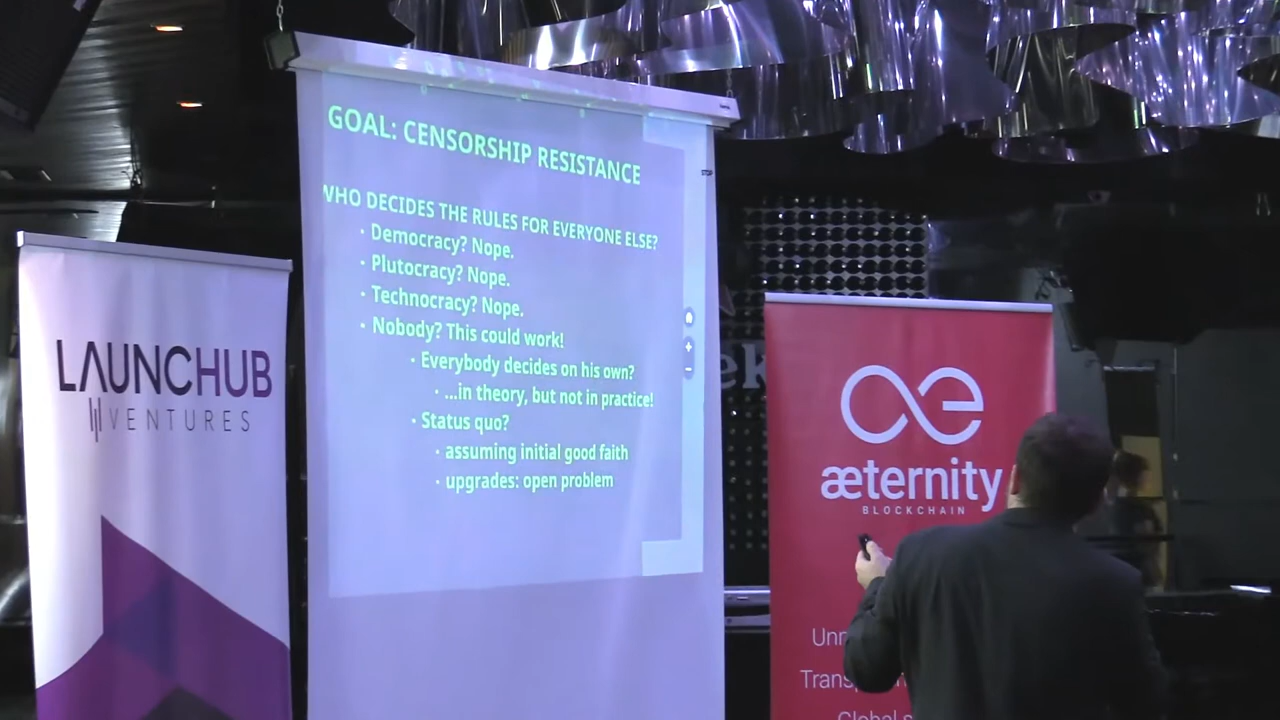 GOAL: CENSORSHIP RESISTANCE
WHO DECIDES THE RULES FOR EVERYONE ELSE?
· Democracy? Nope.
· Plutocracy? Nope.
· Technocracy? Nope.
· Nobody? This could work!
· Everybody decides on his own?
· ...in theory, but not in practice!
· Status quo?
· assuming initial good faith
· upgrades: open problem
LAUNCHUB
VENTURES
æternity
BLOCKCHAIN
Global